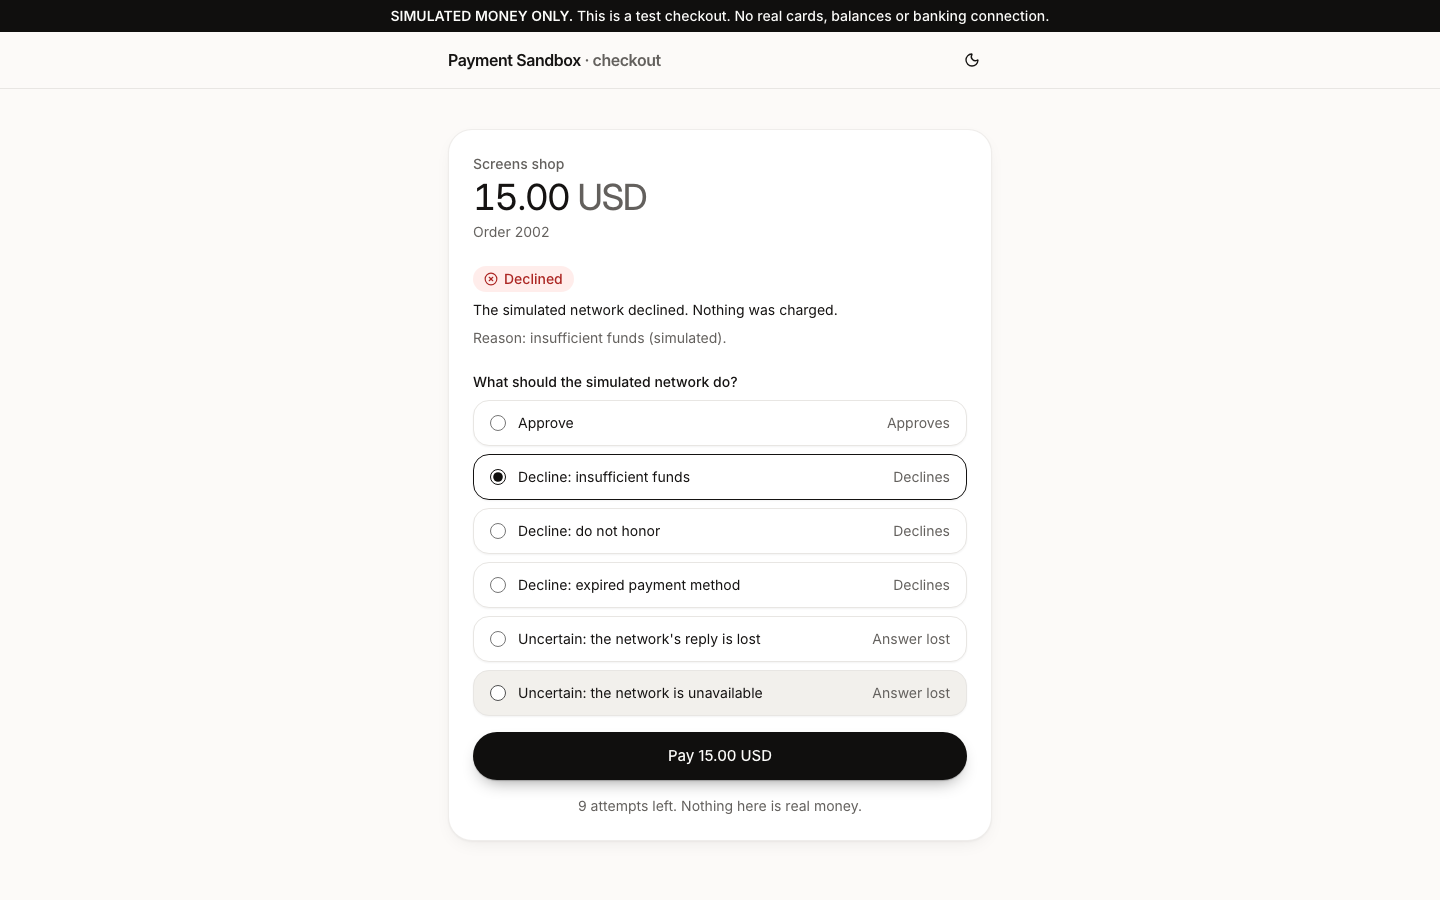 SIMULATED MONEY ONLY. This is a test checkout. No real cards, balances or banking connection.
Payment Sandbox · checkout
Screens shop
15.00 USD
Order 2002
Declined
The simulated network declined. Nothing was charged.
Reason: insufficient funds (simulated).
What should the simulated network do?
Approve Approves
Decline: insufficient funds Declines
Decline: do not honor Declines
Decline: expired payment method Declines
Uncertain: the network's reply is lost Answer lost
Uncertain: the network is unavailable Answer lost
Pay 15.00 USD
9 attempts left. Nothing here is real money.